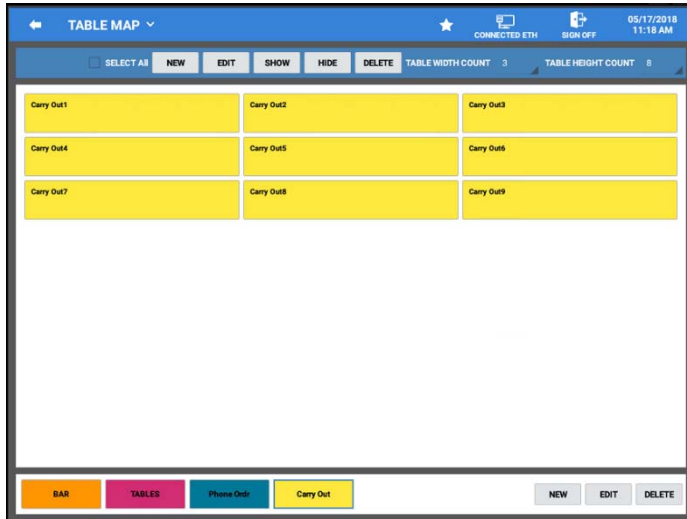 TABLE MAP
CONNECTED ETH
SIGN OFF
05/17/2018
11:18 AM
SELECT All NEW EDIT SHOW HIDE DELETE TABLE WIDTH COUNT 3 TABLE HEIGHT COUNT 8
Carry Out1 Carry Out2 Carry Out3
Carry Out4 Carry Out5 Carry Out6
Carry Out7 Carry Out8 Carry Out9
BAR TABLES Phone Ordr Carry Out NEW EDIT DELETE